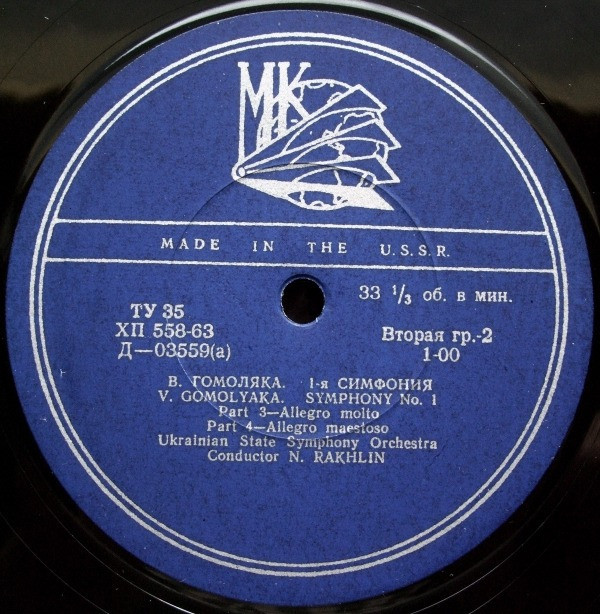 МК
MADE IN THE U.S.S.R.
33 1/3 об. в мин.
ТУ 35
ХП 558-63
Д—03559(а)
Вторая гр.-2
1-00
В. ГОМОЛЯКА. 1-я СИМФОНИЯ
V. GOMOLYAKA. SYMPHONY No. 1
Part 3—Allegro molto
Part 4—Allegro maestoso
Ukrainian State Symphony Orchestra
Conductor N. RAKHLIN